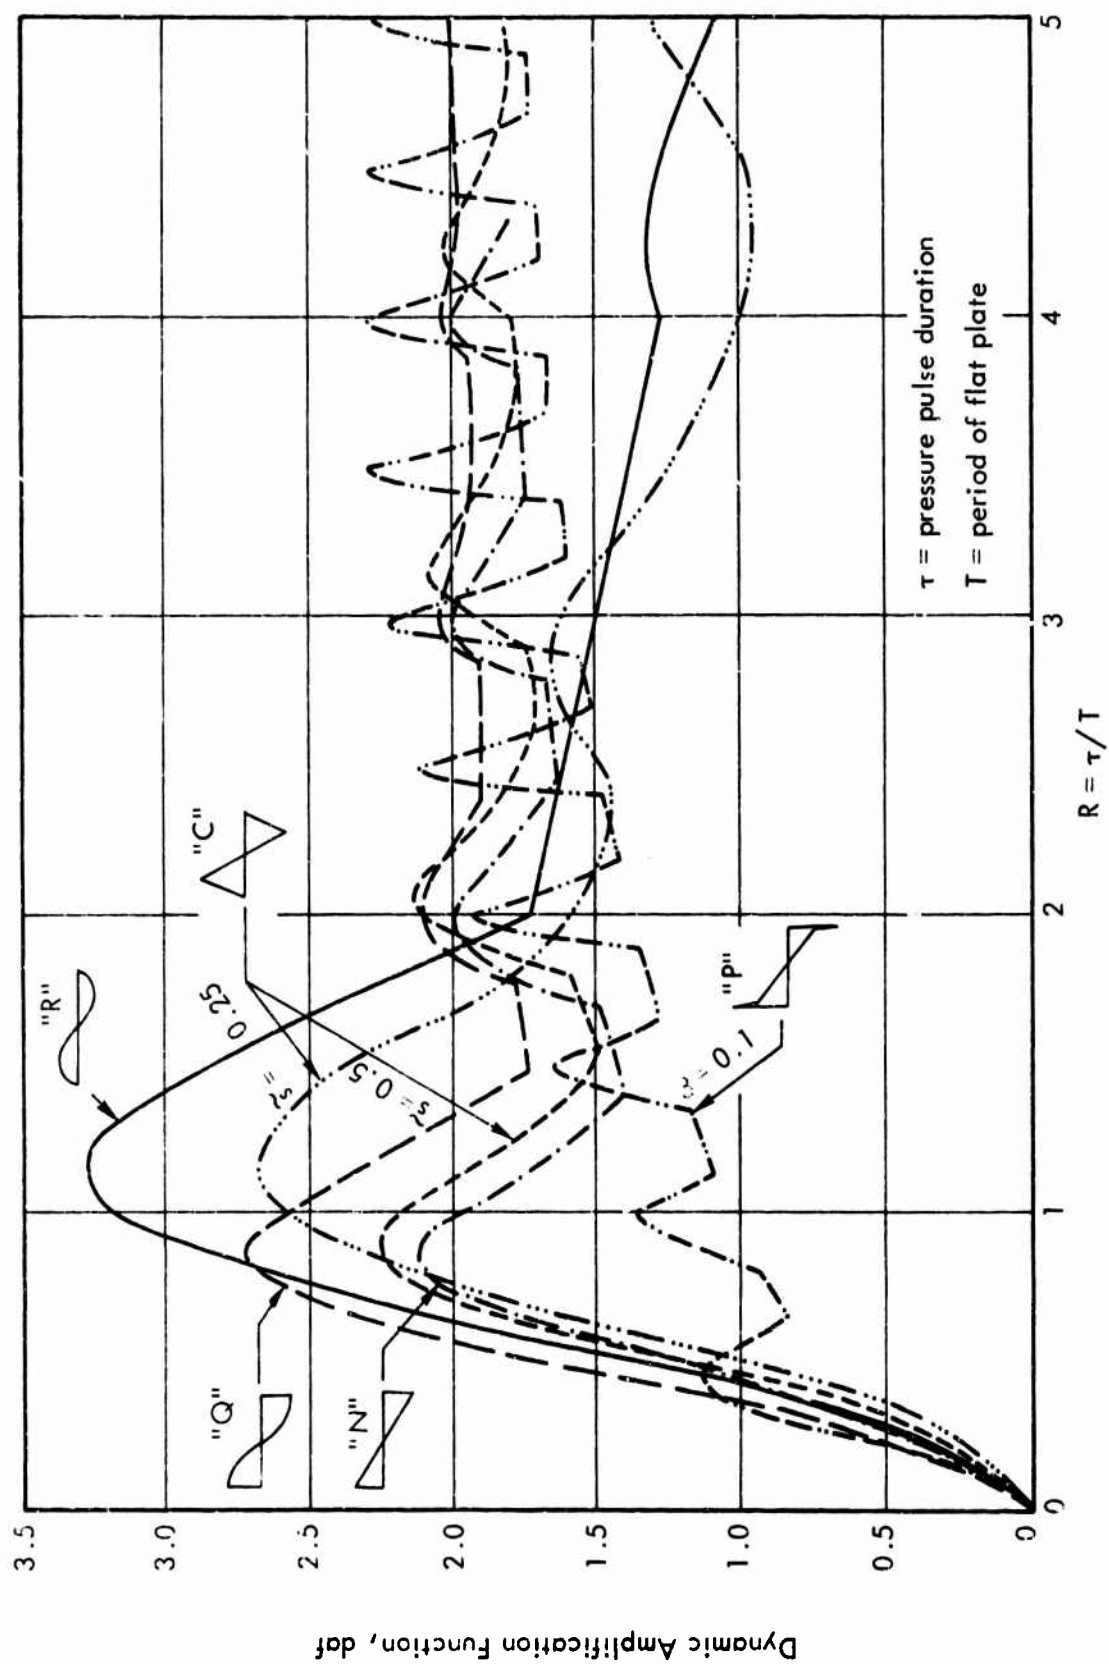 Dynamic Amplification Function, daf
3.5
3.0
2.5
2.0
1.5
1.0
0.5
0
0
1
2
3
4
5
R = τ/T
"R"
"C"
"Q"
"N"
"P"
s̃ = 0.25
s̃ = 0.5
= 0.1
τ = pressure pulse duration
T = period of flat plate